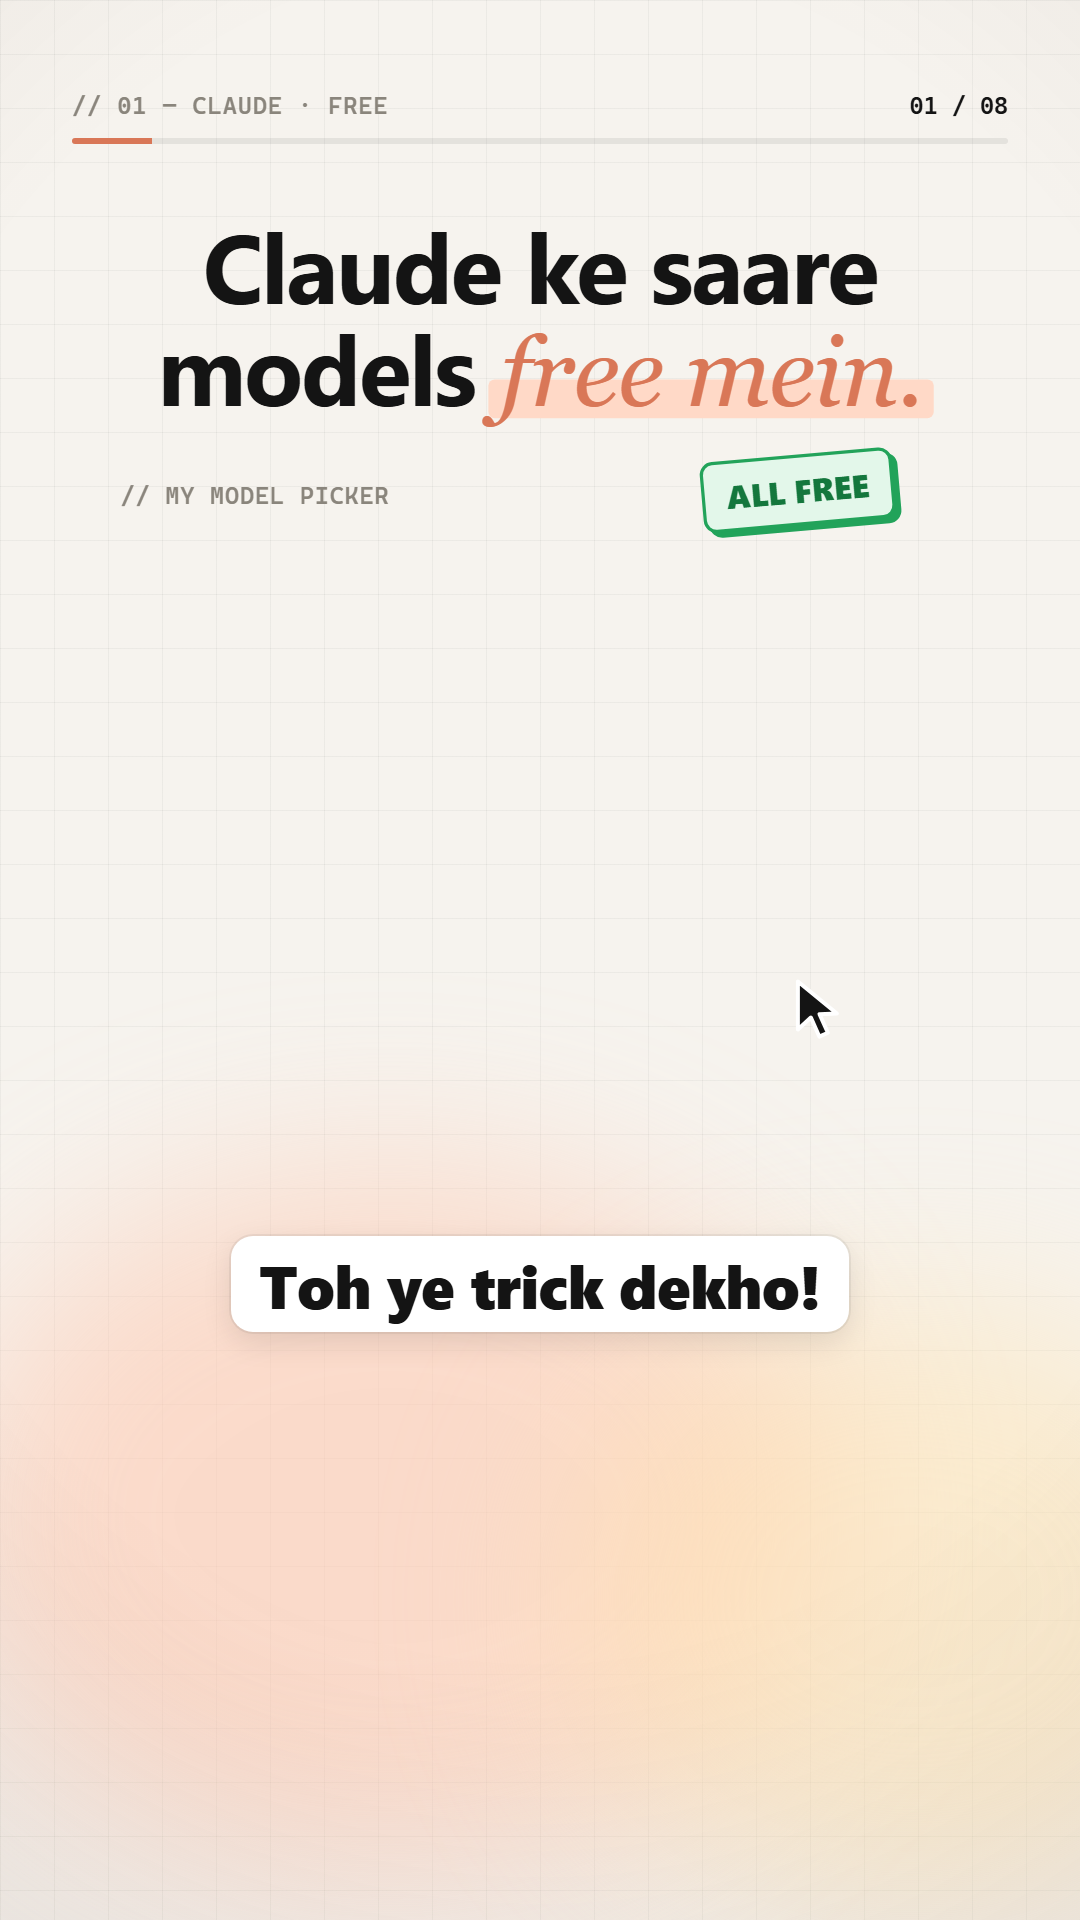 // 01 — CLAUDE · FREE
01 / 08
Claude ke saare
models free mein.
// MY MODEL PICKER
ALL FREE
Toh ye trick dekho!